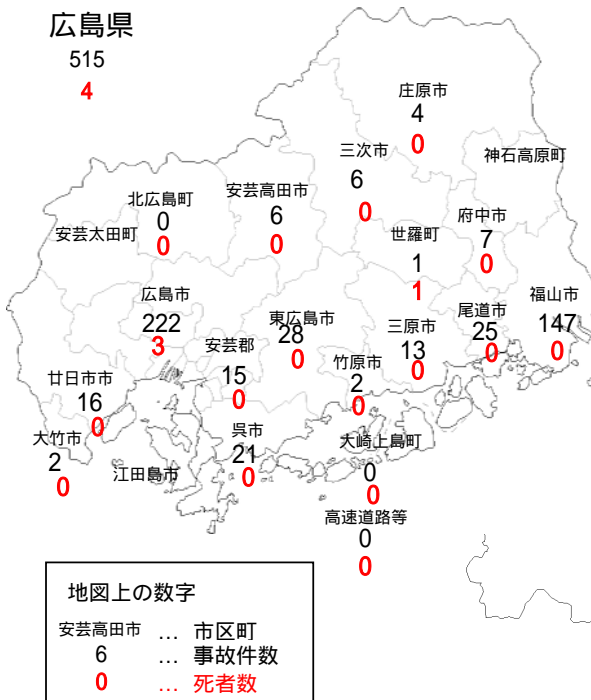 広島県
515
4
庄原市
4
0
三次市
6
0
神石高原町
北広島町
0
0
安芸高田市
6
0
安芸太田町
府中市
7
0
世羅町
1
1
広島市
222
3
安芸郡
15
0
東広島市
28
0
三原市
13
0
尾道市
25
0
福山市
147
0
竹原市
2
0
廿日市市
16
0
大竹市
2
0
江田島市
呉市
21
0
大崎上島町
0
0
高速道路等
0
0
地図上の数字
安芸高田市 … 市区町
6 … 事故件数
0 … 死者数